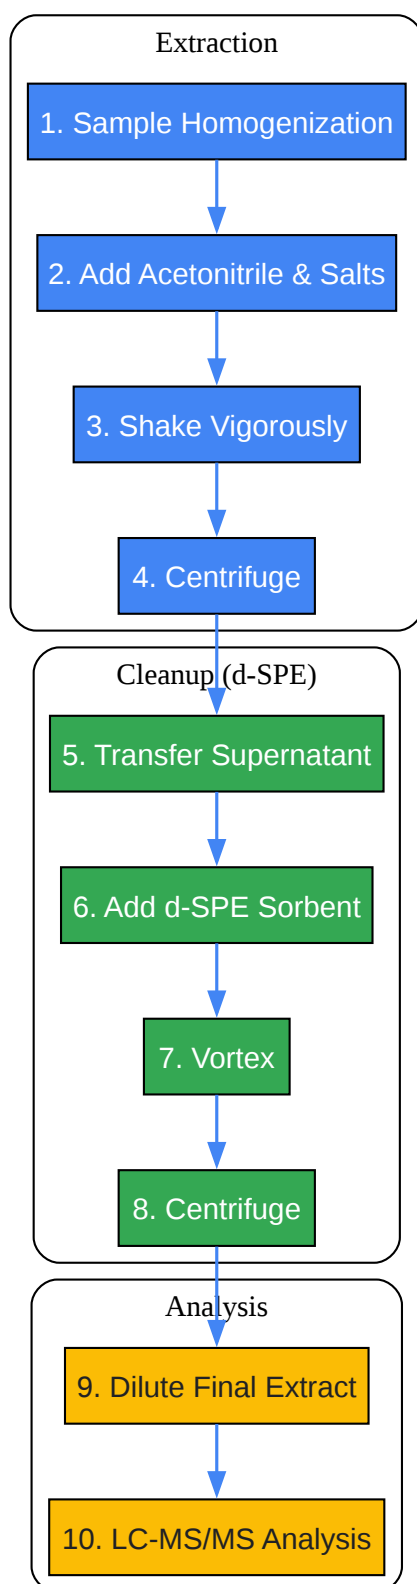 Extraction
1. Sample Homogenization
2. Add Acetonitrile & Salts
3. Shake Vigorously
4. Centrifuge
Cleanup (d-SPE)
5. Transfer Supernatant
6. Add d-SPE Sorbent
7. Vortex
8. Centrifuge
Analysis
9. Dilute Final Extract
10. LC-MS/MS Analysis